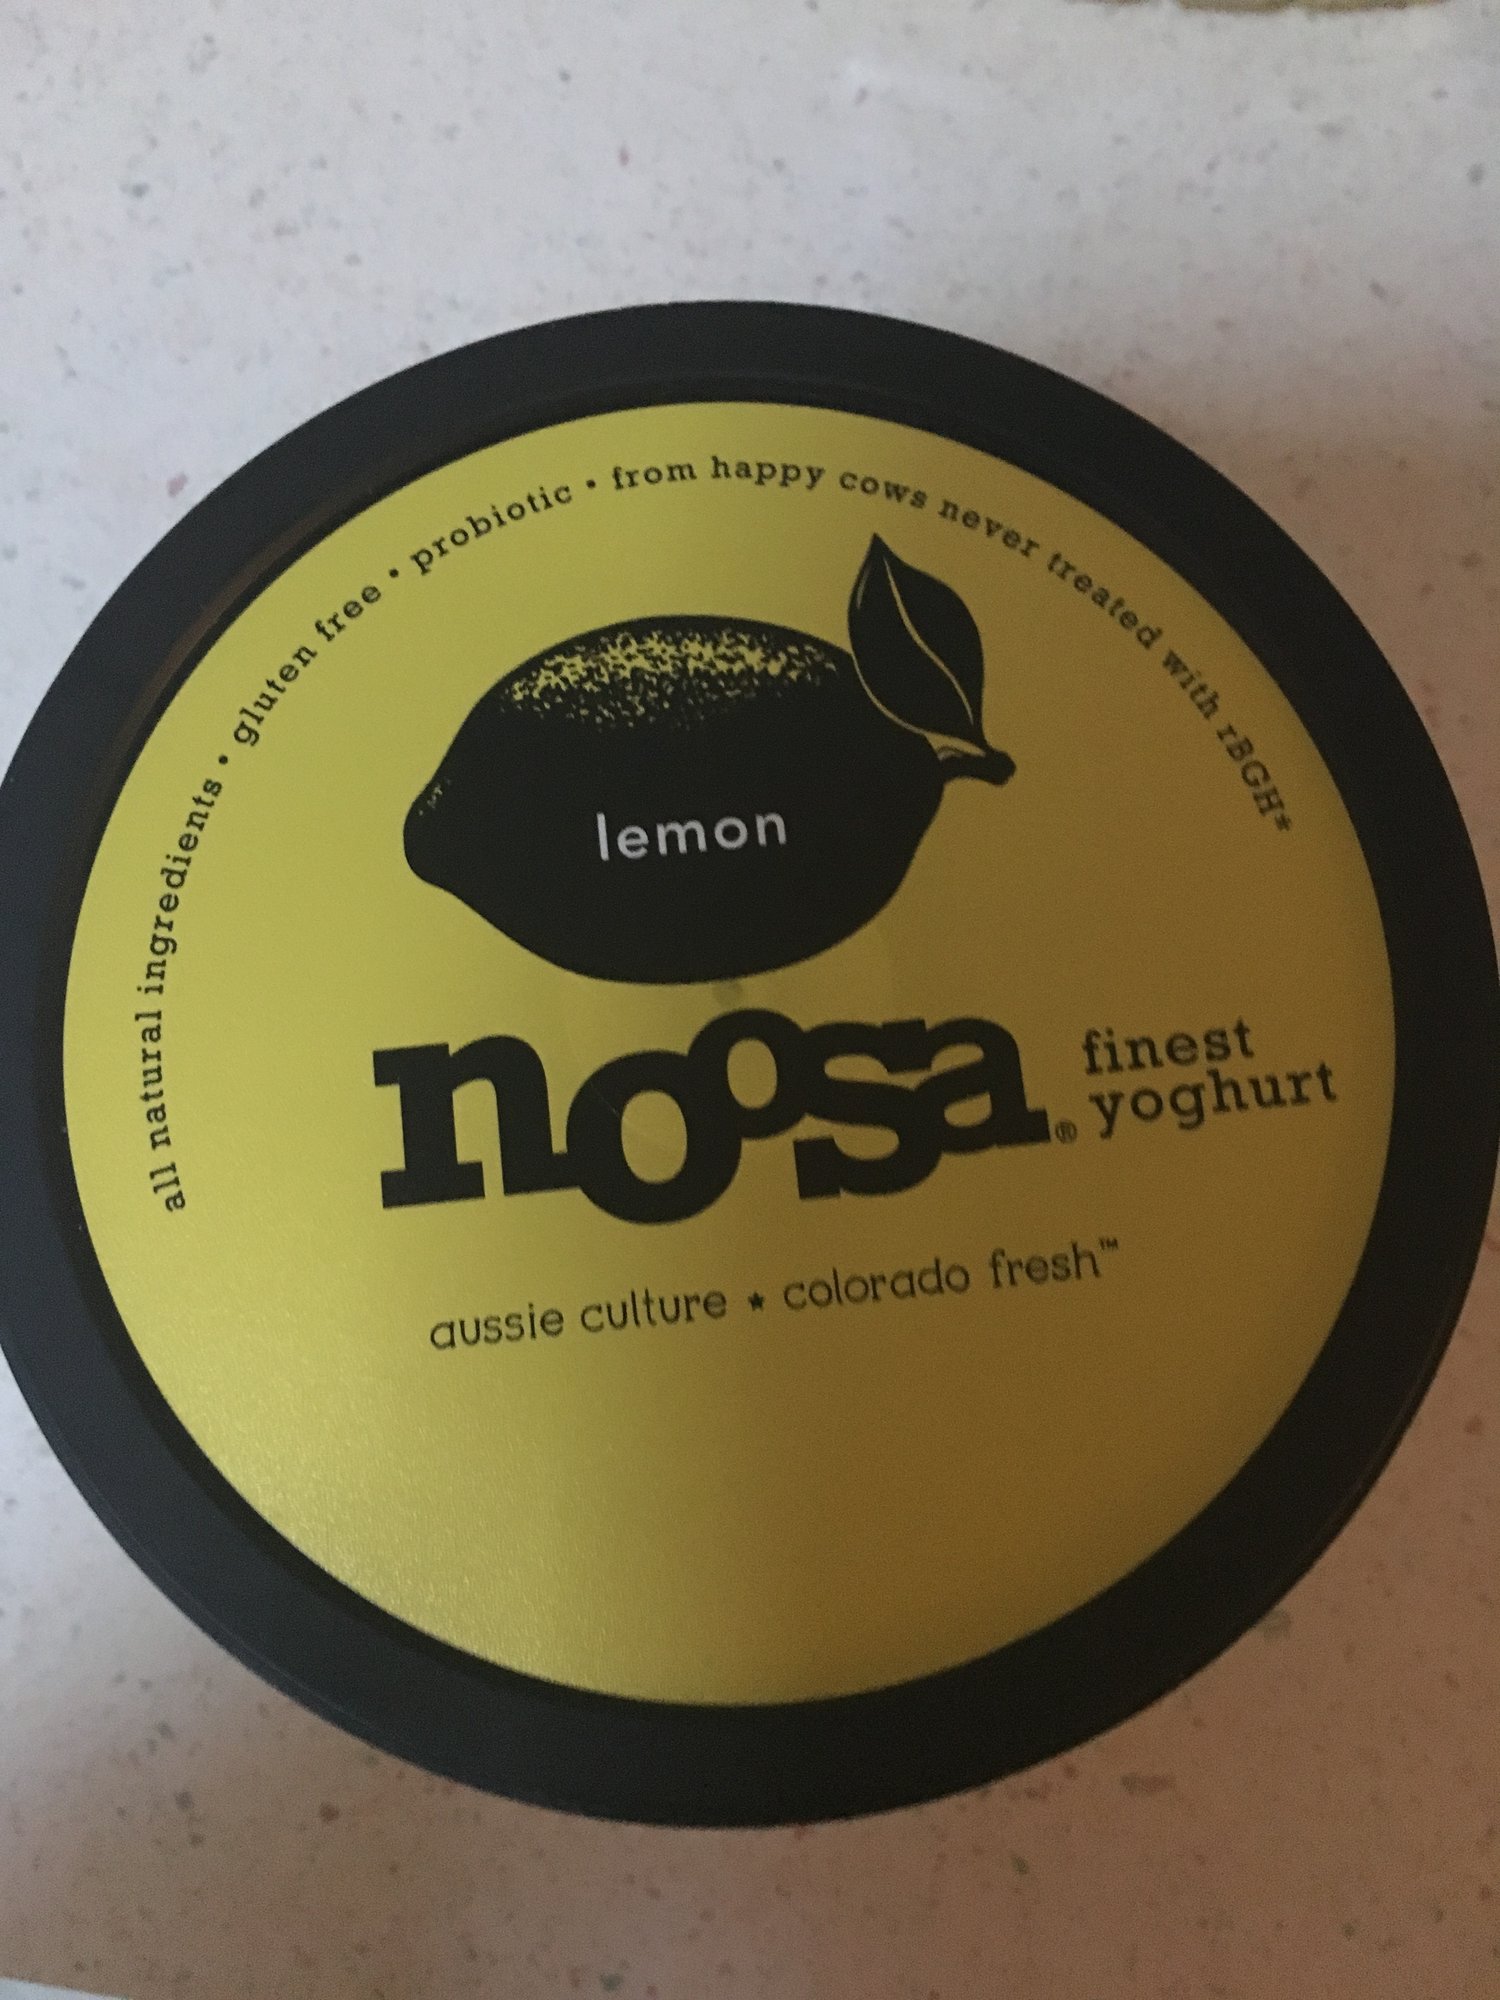 all natural ingredients • gluten free • probiotic • from happy cows never treated with rBGH*
lemon
noosa® finest
yoghurt
aussie culture ★ colorado fresh™